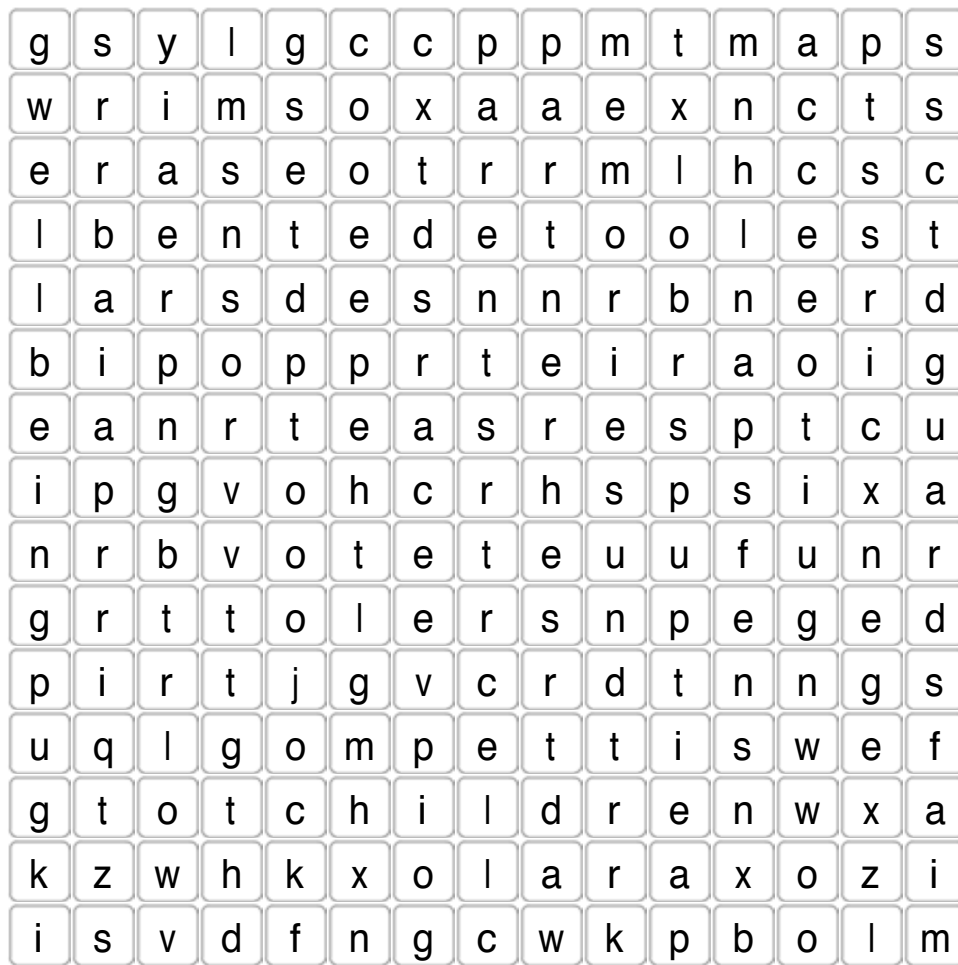 g s y l g c c p p m t m a p s
w r i m s o x a a e x n c t s
e r a s e o t r r m l h c s c
l b e n t e d e t o o l e s t
l a r s d e s n n r b n e r d
b i p o p p r t e i r a o i g
e a n r t e a s r e s p t c u
i p g v o h c r h s p s i x a
n r b v o t e t e u u f u n r
g r t t o l e r s n p e g e d
p i r t j g v c r d t n n g s
u q l g o m p e t t i s w e f
g t o t c h i l d r e n w x a
k z w h k x o l a r a x o z i
i s v d f n g c w k p b o l m